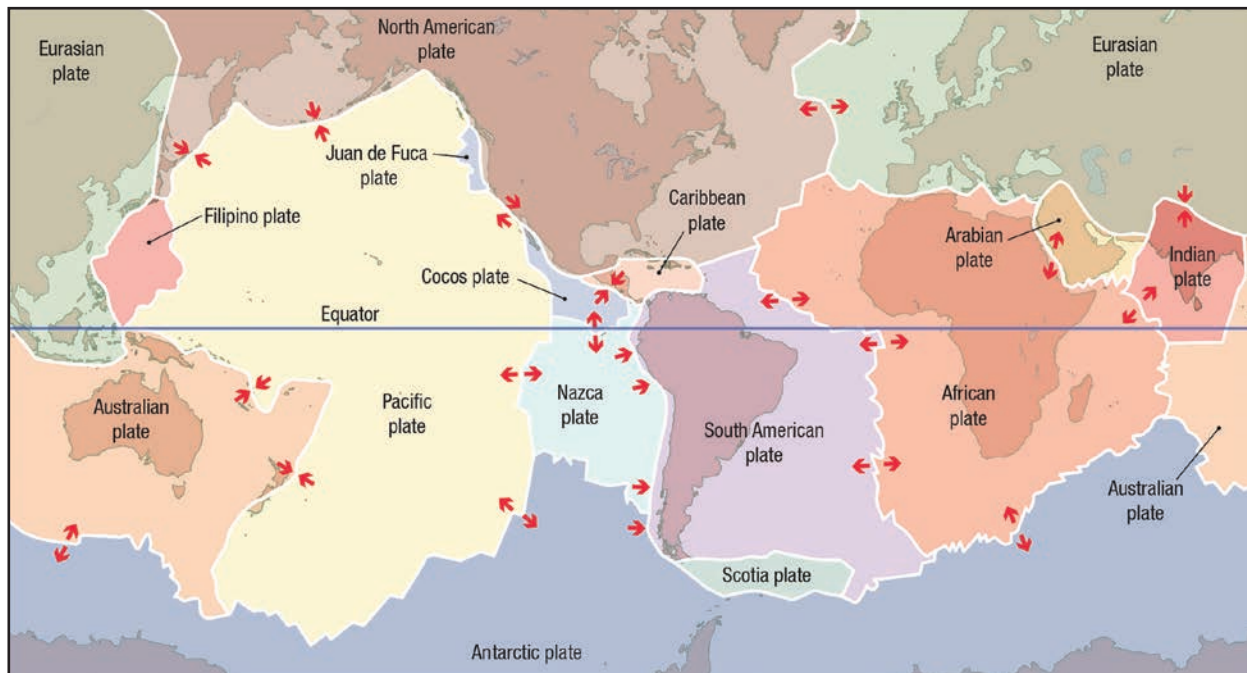 North American
plate
Eurasian
plate
Eurasian
plate
Juan de Fuca
plate
Caribbean
plate
Filipino plate
Arabian
plate
Indian
plate
Cocos plate
Equator
Australian
plate
Pacific
plate
Nazca
plate
South American
plate
African
plate
Australian
plate
Scotia plate
Antarctic plate